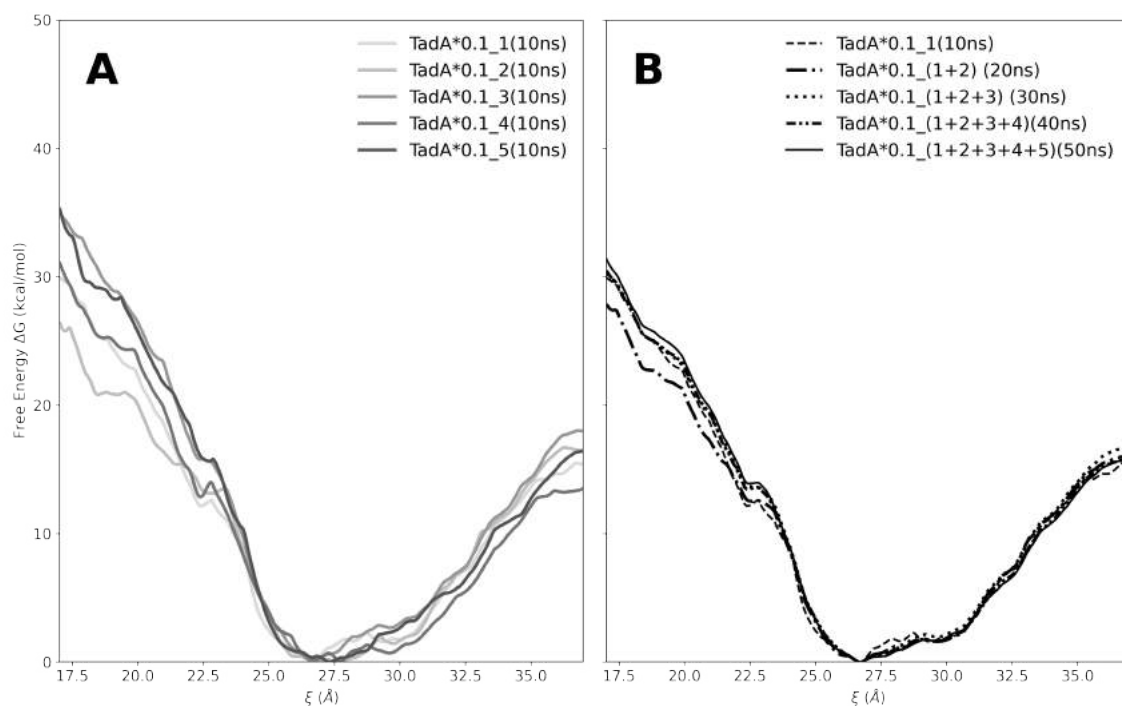 A
TadA*0.1_1(10ns)
TadA*0.1_2(10ns)
TadA*0.1_3(10ns)
TadA*0.1_4(10ns)
TadA*0.1_5(10ns)
50
40
30
20
10
0
Free Energy ΔG (kcal/mol)
17.5 20.0 22.5 25.0 27.5 30.0 32.5 35.0
ξ (Å)
B
TadA*0.1_1(10ns)
TadA*0.1_(1+2) (20ns)
TadA*0.1_(1+2+3) (30ns)
TadA*0.1_(1+2+3+4)(40ns)
TadA*0.1_(1+2+3+4+5)(50ns)
17.5 20.0 22.5 25.0 27.5 30.0 32.5 35.0
ξ (Å)